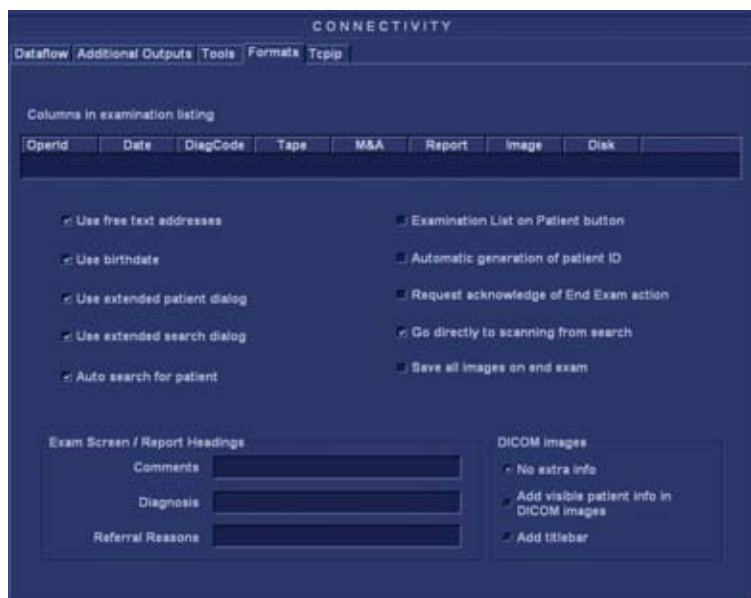 CONNECTIVITY
Dataflow Additional Outputs Tools Formats Tcpip
Columns in examination listing
OperId Date DiagCode Tape M&A Report Image Disk
Use free text addresses
Use birthdate
Use extended patient dialog
Use extended search dialog
Auto search for patient
Examination List on Patient button
Automatic generation of patient ID
Request acknowledge of End Exam action
Go directly to scanning from search
Save all images on end exam
Exam Screen / Report Headings
Comments
Diagnosis
Referral Reasons
DICOM images
No extra info
Add visible patient info in
DICOM images
Add titlebar